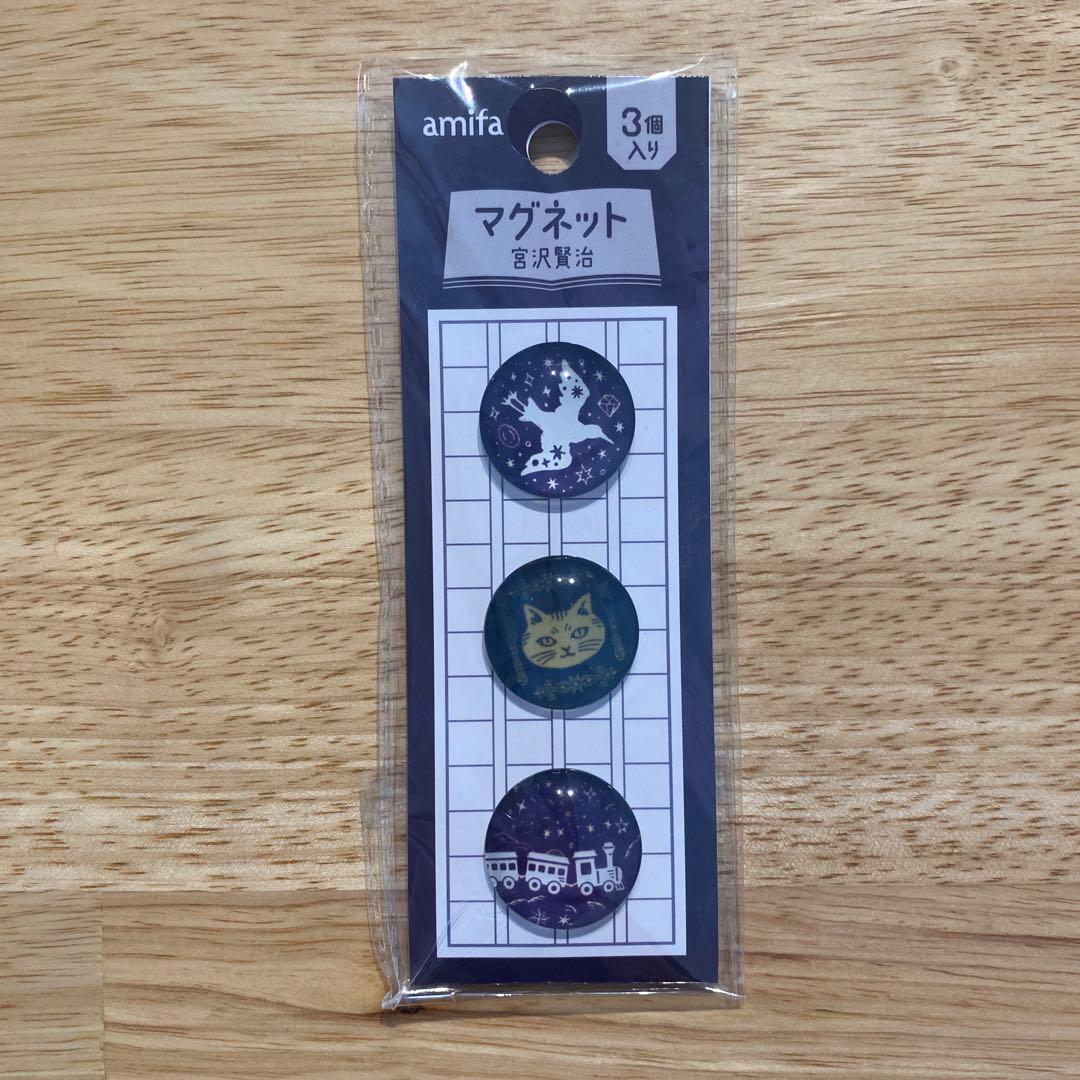 amifa
3個
入り
マグネット
宮沢賢治